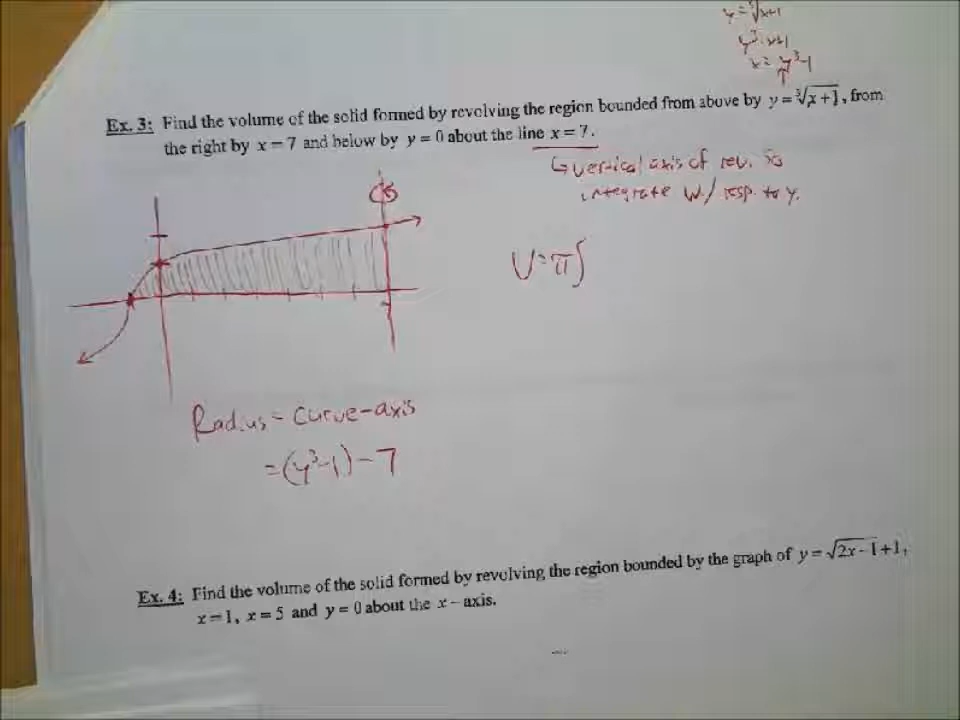 y = ∛x+1
y³ = x+1
x = y³-1
Ex. 3: Find the volume of the solid formed by revolving the region bounded from above by y = ∛(x+1), from
the right by x = 7 and below by y = 0 about the line x = 7.
↳ vertical axis of rev. so
integrate w/ resp. to y.
V = π∫
Radius = curve - axis
= (y³-1) - 7
Ex. 4: Find the volume of the solid formed by revolving the region bounded by the graph of y = √(2x-1)+1,
x = 1, x = 5 and y = 0 about the x-axis.